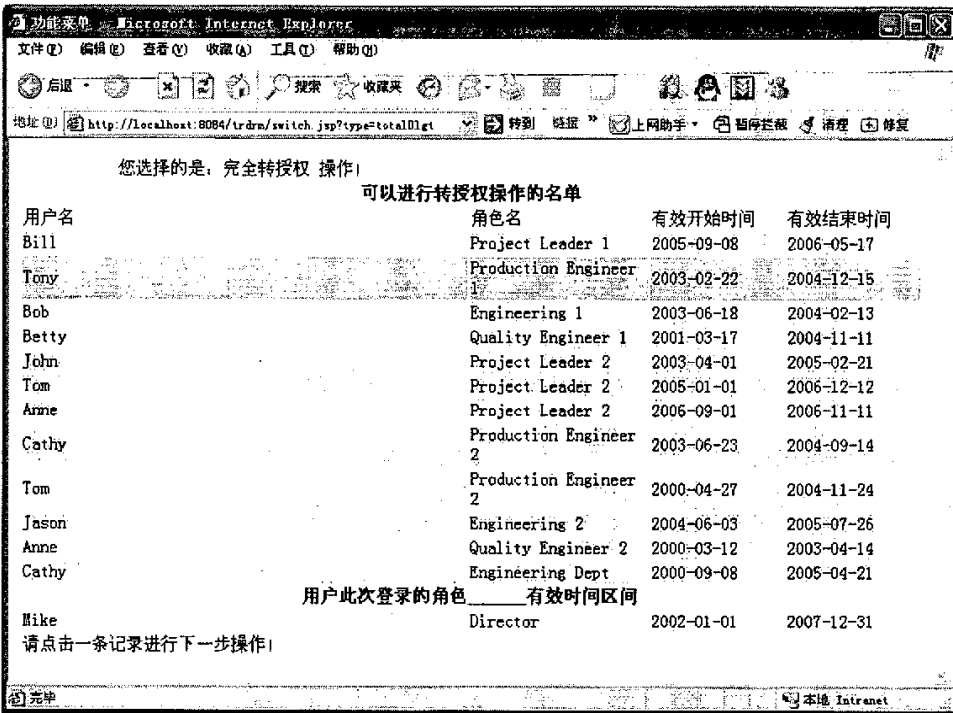 功能菜单 - Microsoft Internet Explorer
文件(F) 编辑(E) 查看(V) 收藏(A) 工具(T) 帮助(H)
后退 搜索 收藏夹
地址(D) http://localhost:8084/trdrm/switch.jsp?type=totalDlgt 转到 链接 » 上网助手 暂停拦截 清理 修复
您选择的是：完全转授权 操作！
可以进行转授权操作的名单
用户名 角色名 有效开始时间 有效结束时间
Bill Project Leader 1 2005-09-08 2006-05-17
Tony Production Engineer 2003-02-22 2004-12-15
1
Bob Engineering 1 2003-06-18 2004-02-13
Betty Quality Engineer 1 2001-03-17 2004-11-11
John Project Leader 2 2003-04-01 2005-02-21
Tom Project Leader 2 2005-01-01 2006-12-12
Anne Project Leader 2 2006-09-01 2006-11-11
Cathy Production Engineer 2003-06-23 2004-09-14
2
Tom Production Engineer 2000-04-27 2004-11-24
2
Jason Engineering 2 2004-06-03 2005-07-26
Anne Quality Engineer 2 2000-03-12 2003-04-14
Cathy Engineering Dept 2000-09-08 2005-04-21
用户此次登录的角色______有效时间区间
Mike Director 2002-01-01 2007-12-31
请点击一条记录进行下一步操作！
完毕 本地 Intranet